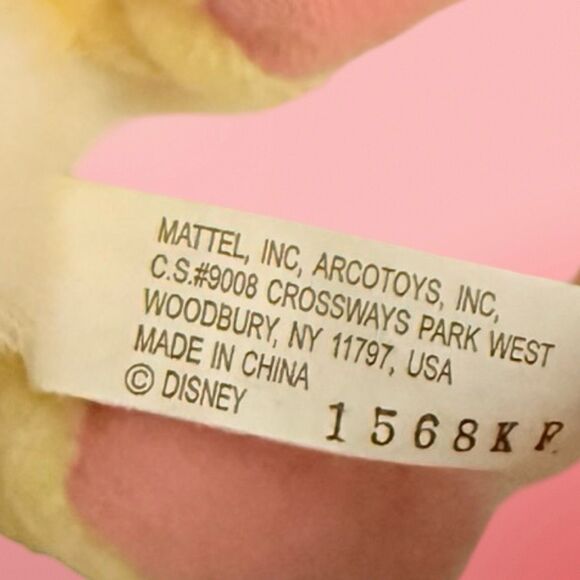 MATTEL, INC, ARCOTOYS, INC,
C.S.#9008 CROSSWAYS PARK WEST
WOODBURY, NY 11797, USA
MADE IN CHINA
© DISNEY
1568KF